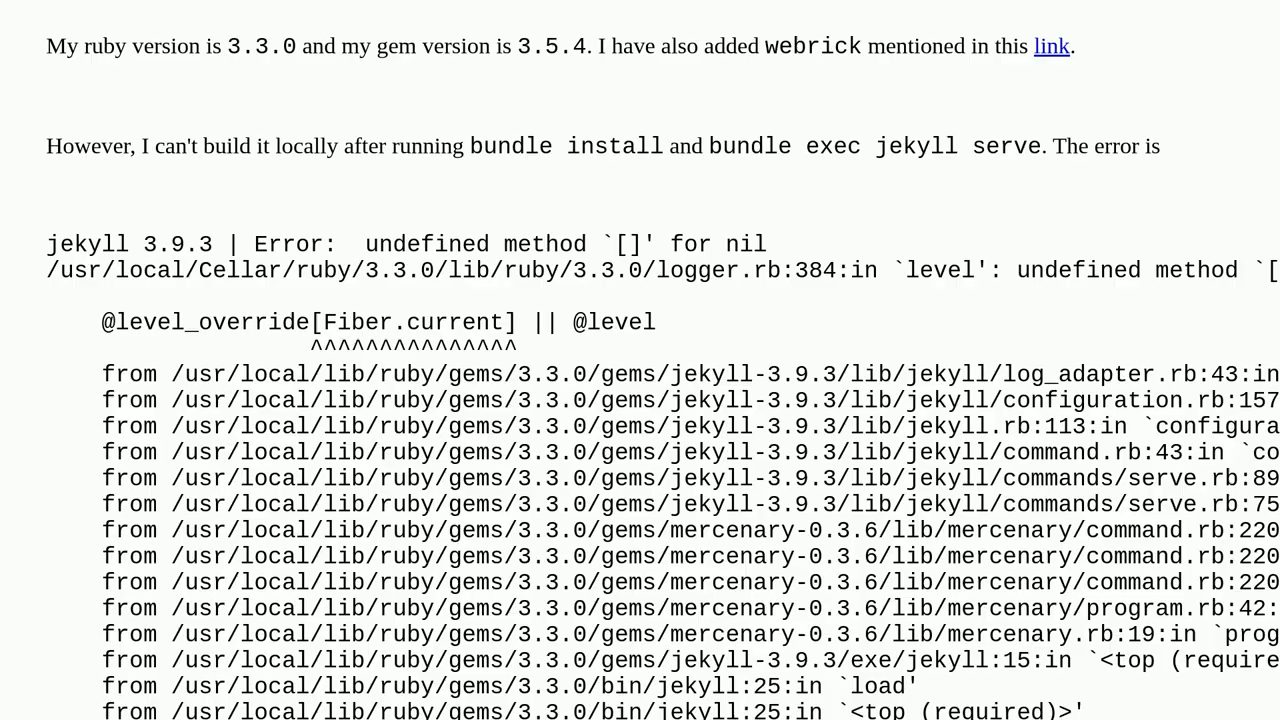 My ruby version is 3.3.0 and my gem version is 3.5.4. I have also added webrick mentioned in this link.
However, I can't build it locally after running bundle install and bundle exec jekyll serve. The error is
jekyll 3.9.3 | Error:  undefined method `[]' for nil
/usr/local/Cellar/ruby/3.3.0/lib/ruby/3.3.0/logger.rb:384:in `level': undefined method `[
    @level_override[Fiber.current] || @level
                   ^^^^^^^^^^^^^^^
    from /usr/local/lib/ruby/gems/3.3.0/gems/jekyll-3.9.3/lib/jekyll/log_adapter.rb:43:in
    from /usr/local/lib/ruby/gems/3.3.0/gems/jekyll-3.9.3/lib/jekyll/configuration.rb:157
    from /usr/local/lib/ruby/gems/3.3.0/gems/jekyll-3.9.3/lib/jekyll.rb:113:in `configura
    from /usr/local/lib/ruby/gems/3.3.0/gems/jekyll-3.9.3/lib/jekyll/command.rb:43:in `co
    from /usr/local/lib/ruby/gems/3.3.0/gems/jekyll-3.9.3/lib/jekyll/commands/serve.rb:89
    from /usr/local/lib/ruby/gems/3.3.0/gems/jekyll-3.9.3/lib/jekyll/commands/serve.rb:75
    from /usr/local/lib/ruby/gems/3.3.0/gems/mercenary-0.3.6/lib/mercenary/command.rb:220
    from /usr/local/lib/ruby/gems/3.3.0/gems/mercenary-0.3.6/lib/mercenary/command.rb:220
    from /usr/local/lib/ruby/gems/3.3.0/gems/mercenary-0.3.6/lib/mercenary/command.rb:220
    from /usr/local/lib/ruby/gems/3.3.0/gems/mercenary-0.3.6/lib/mercenary/program.rb:42:
    from /usr/local/lib/ruby/gems/3.3.0/gems/mercenary-0.3.6/lib/mercenary.rb:19:in `prog
    from /usr/local/lib/ruby/gems/3.3.0/gems/jekyll-3.9.3/exe/jekyll:15:in `<top (require
    from /usr/local/lib/ruby/gems/3.3.0/bin/jekyll:25:in `load'
    from /usr/local/lib/ruby/gems/3.3.0/bin/jekyll:25:in `<top (required)>'